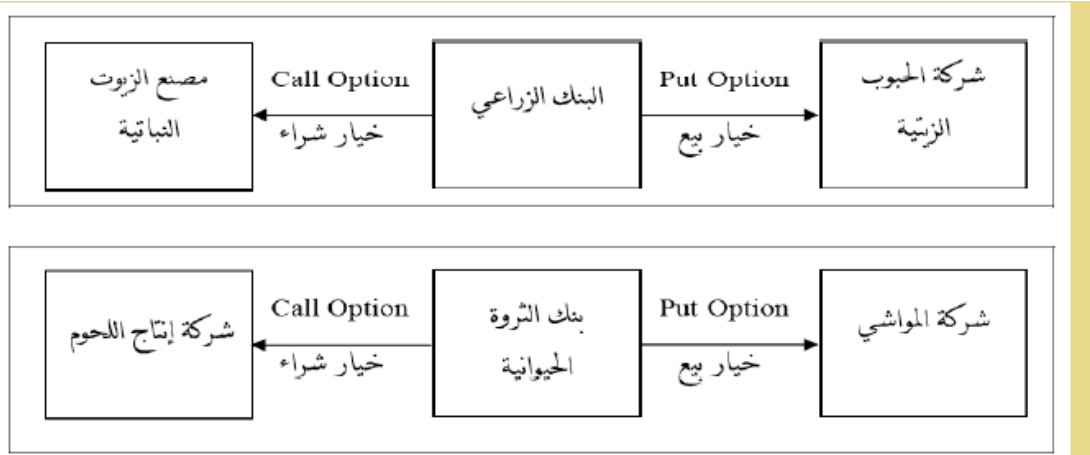 شركة الحبوب
الزيتية
Put Option
خيار بيع
البنك الزراعي
Call Option
خيار شراء
مصنع الزيوت
النباتية
شركة المواشي
Put Option
خيار بيع
بنك الثروة
الحيوانية
Call Option
خيار شراء
شركة إنتاج اللحوم